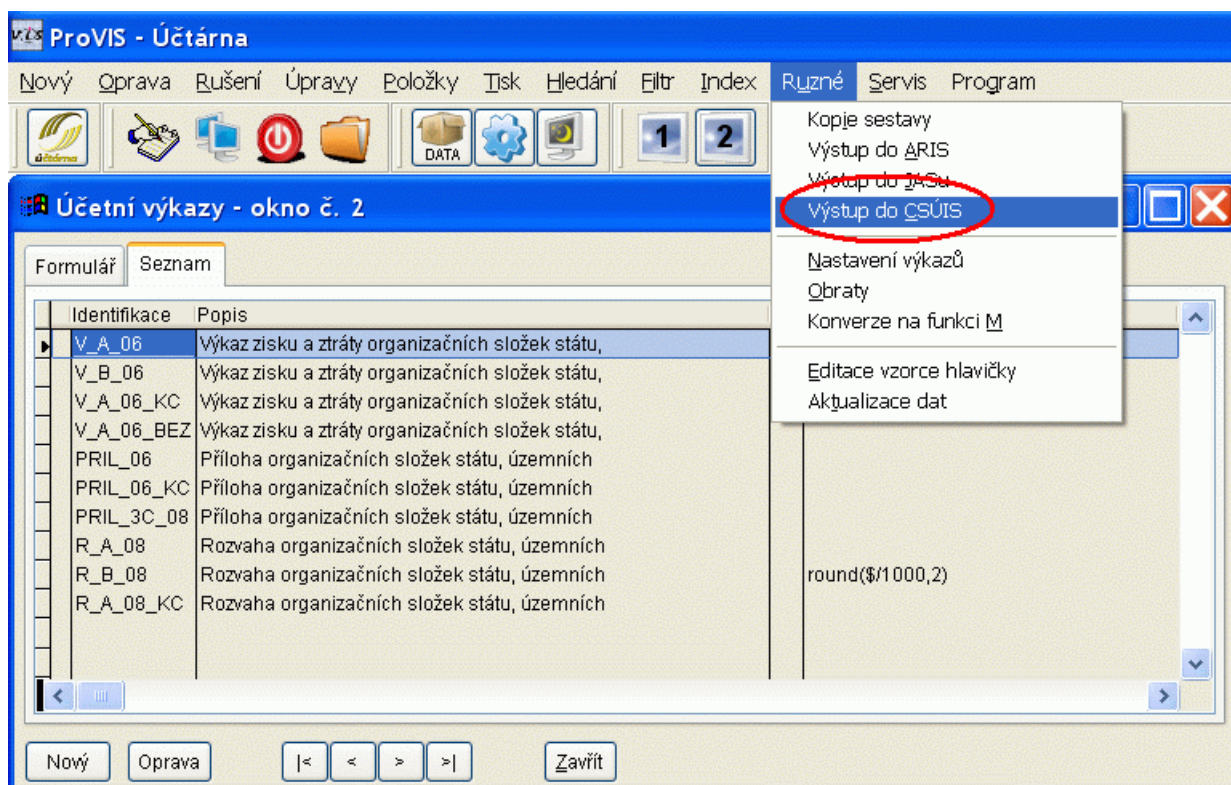 v.i.s ProVIS - Účtárna
Nový Oprava Rušení Úpravy Položky Tisk Hledání Filtr Index Ruzné Servis Program
účtárna DATA 1 2
Kopie sestavy
Výstup do ARIS
Výstup do JASu
Výstup do CSÚIS
Nastavení výkazů
Obraty
Konverze na funkci M
Editace vzorce hlavičky
Aktualizace dat
Účetní výkazy - okno č. 2
Formulář Seznam
Identifikace Popis
V_A_06 Výkaz zisku a ztráty organizačních složek státu,
V_B_06 Výkaz zisku a ztráty organizačních složek státu,
V_A_06_KC Výkaz zisku a ztráty organizačních složek státu,
V_A_06_BEZ Výkaz zisku a ztráty organizačních složek státu,
PRIL_06 Příloha organizačních složek státu, územních
PRIL_06_KC Příloha organizačních složek státu, územních
PRIL_3C_08 Příloha organizačních složek státu, územních
R_A_08 Rozvaha organizačních složek státu, územních
R_B_08 Rozvaha organizačních složek státu, územních round($/1000,2)
R_A_08_KC Rozvaha organizačních složek státu, územních
Nový Oprava |< < > >| Zavřít